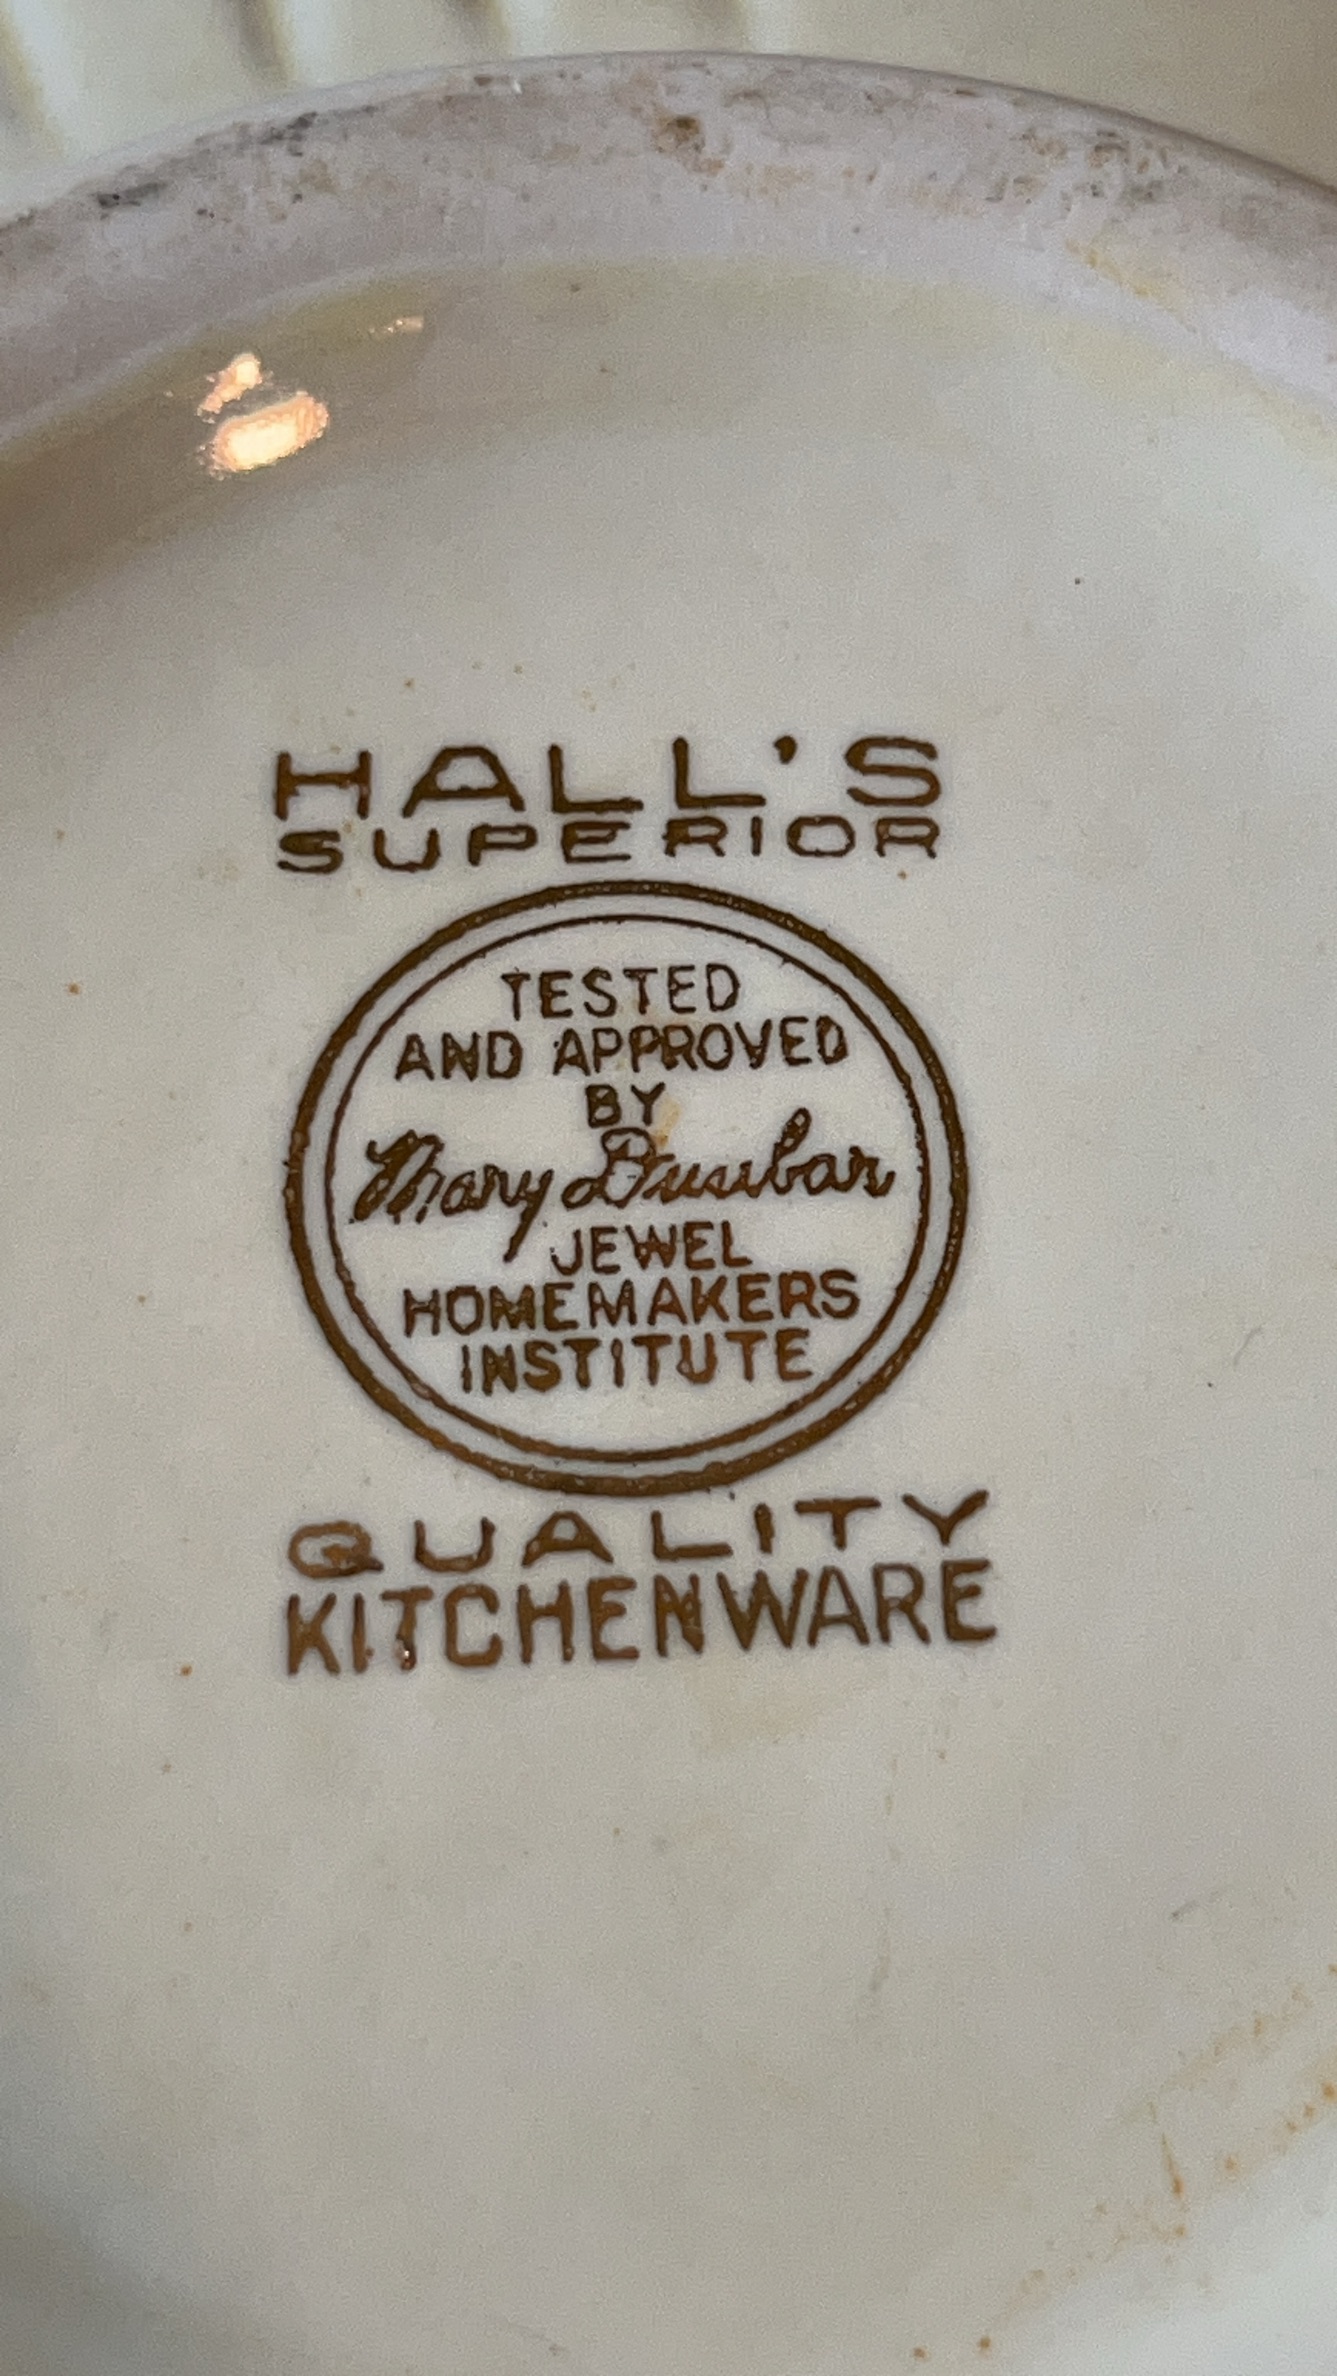 HALL'S
SUPERIOR
TESTED
AND APPROVED
BY
Mary Dunbar
JEWEL
HOMEMAKERS
INSTITUTE
QUALITY
KITCHENWARE